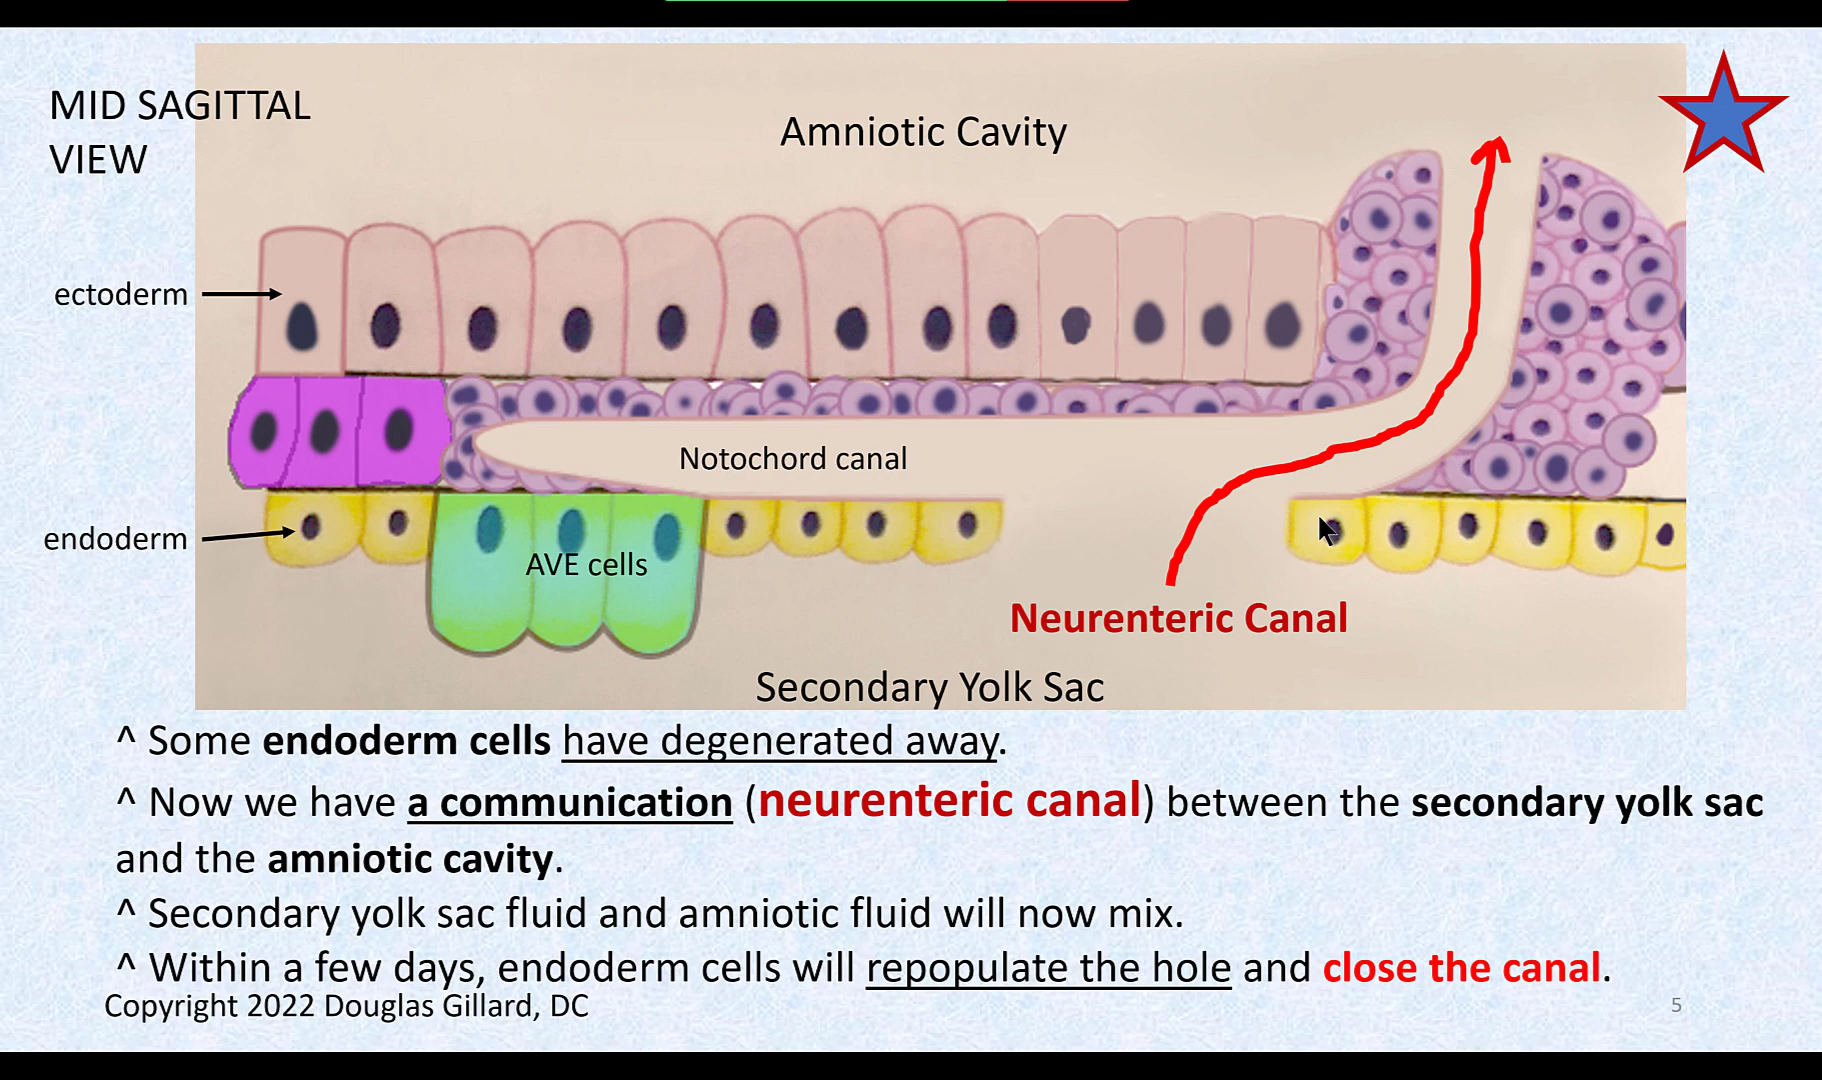 MID SAGITTAL
VIEW
Amniotic Cavity
ectoderm
Notochord canal
endoderm
AVE cells
Neurenteric Canal
Secondary Yolk Sac
^ Some endoderm cells have degenerated away.
^ Now we have a communication (neurenteric canal) between the secondary yolk sac
and the amniotic cavity.
^ Secondary yolk sac fluid and amniotic fluid will now mix.
^ Within a few days, endoderm cells will repopulate the hole and close the canal.
Copyright 2022 Douglas Gillard, DC
5